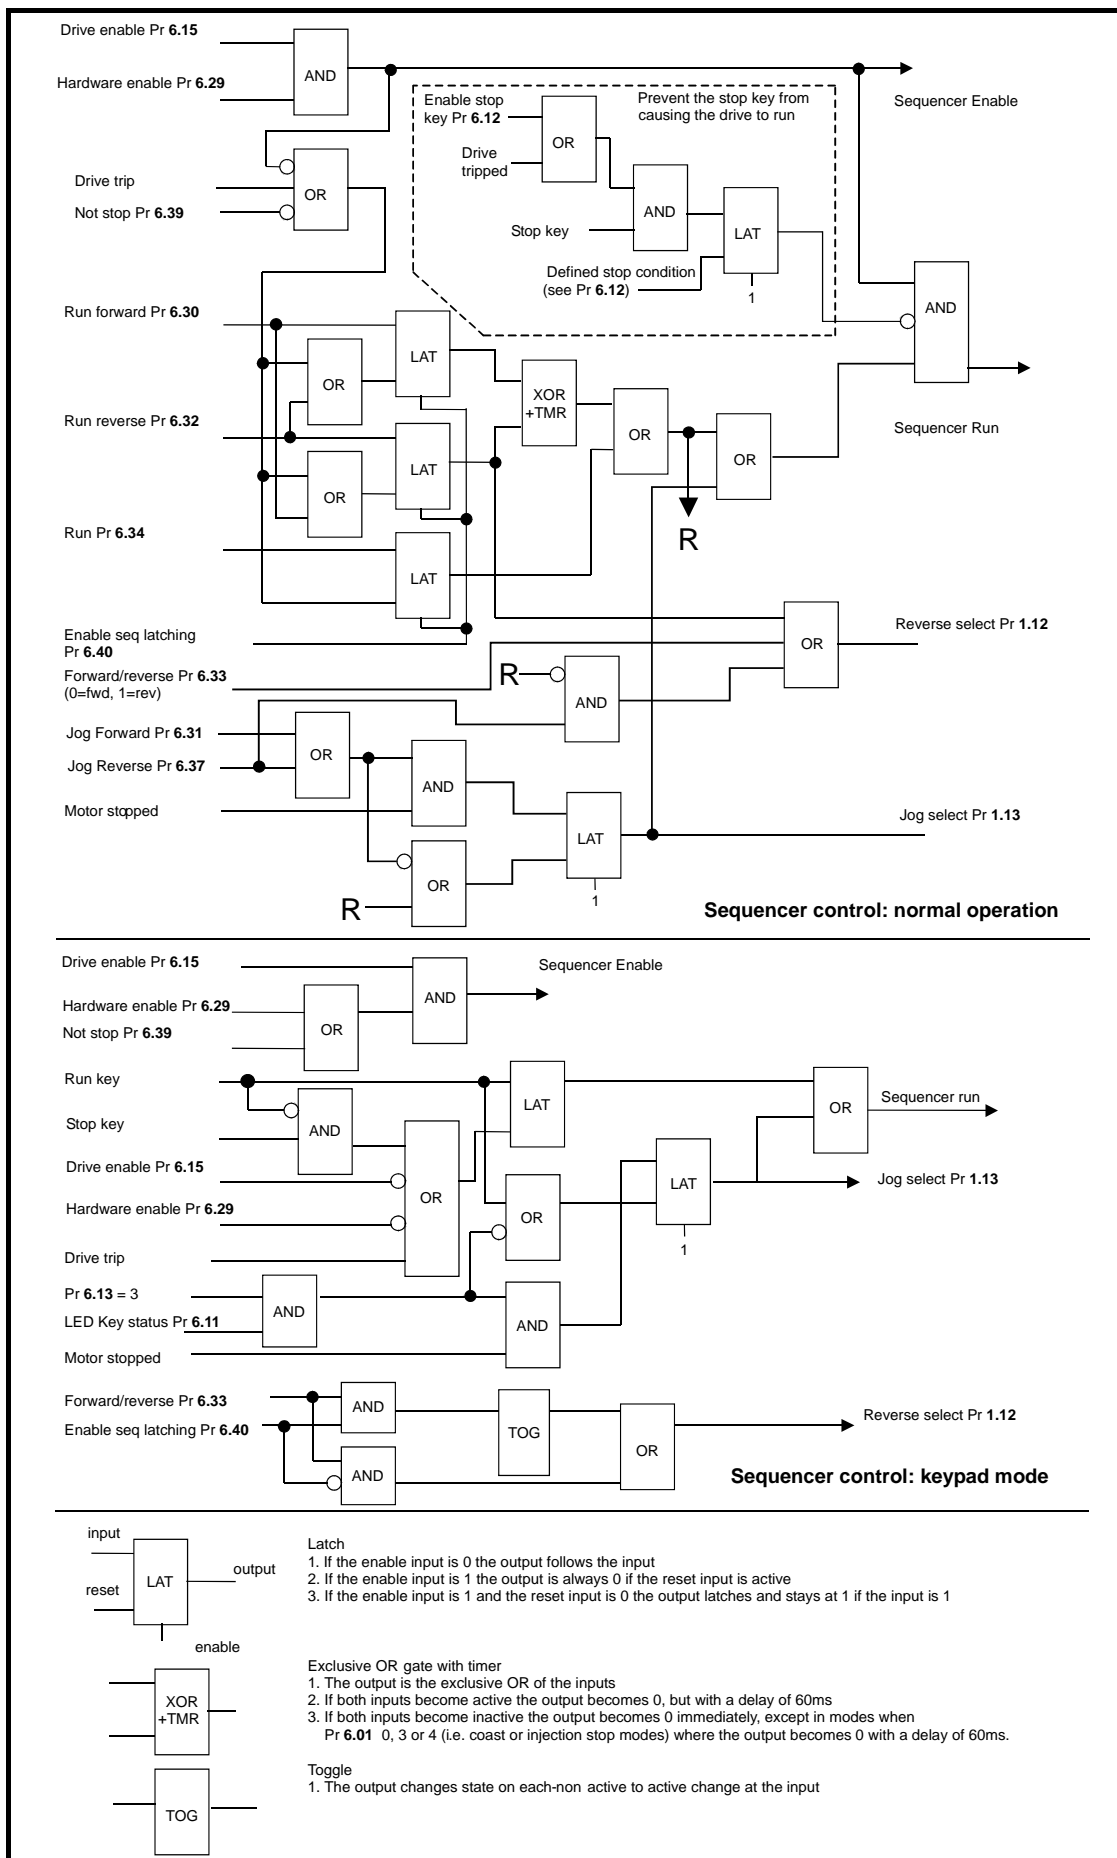 Drive enable Pr 6.15
AND
Hardware enable Pr 6.29
Sequencer Enable
Enable stop
key Pr 6.12
Prevent the stop key from
causing the drive to run
OR
Drive
tripped
Drive trip
OR
Not stop Pr 6.39
AND
Stop key
LAT
Defined stop condition
(see Pr 6.12)
1
AND
Run forward Pr 6.30
LAT
OR
XOR
+TMR
Run reverse Pr 6.32
OR
OR
Sequencer Run
LAT
OR
Run Pr 6.34
R
LAT
Enable seq latching
Pr 6.40
Reverse select Pr 1.12
OR
Forward/reverse Pr 6.33
(0=fwd, 1=rev)
R
AND
Jog Forward Pr 6.31
OR
Jog Reverse Pr 6.37
AND
Motor stopped
Jog select Pr 1.13
LAT
OR
1
R
Sequencer control: normal operation
Drive enable Pr 6.15
Sequencer Enable
AND
Hardware enable Pr 6.29
OR
Not stop Pr 6.39
Run key
LAT
Sequencer run
OR
Stop key
AND
Drive enable Pr 6.15
OR
LAT
Jog select Pr 1.13
Hardware enable Pr 6.29
OR
1
Drive trip
Pr 6.13 = 3
AND
LED Key status Pr 6.11
AND
Motor stopped
Forward/reverse Pr 6.33
AND
Reverse select Pr 1.12
Enable seq latching Pr 6.40
TOG
OR
AND
Sequencer control: keypad mode
input
LAT
output
reset
enable
Latch
1. If the enable input is 0 the output follows the input
2. If the enable input is 1 the output is always 0 if the reset input is active
3. If the enable input is 1 and the reset input is 0 the output latches and stays at 1 if the input is 1
XOR
+TMR
Exclusive OR gate with timer
1. The output is the exclusive OR of the inputs
2. If both inputs become active the output becomes 0, but with a delay of 60ms
3. If both inputs become inactive the output becomes 0 immediately, except in modes when
Pr 6.01 0, 3 or 4 (i.e. coast or injection stop modes) where the output becomes 0 with a delay of 60ms.
TOG
Toggle
1. The output changes state on each-non active to active change at the input